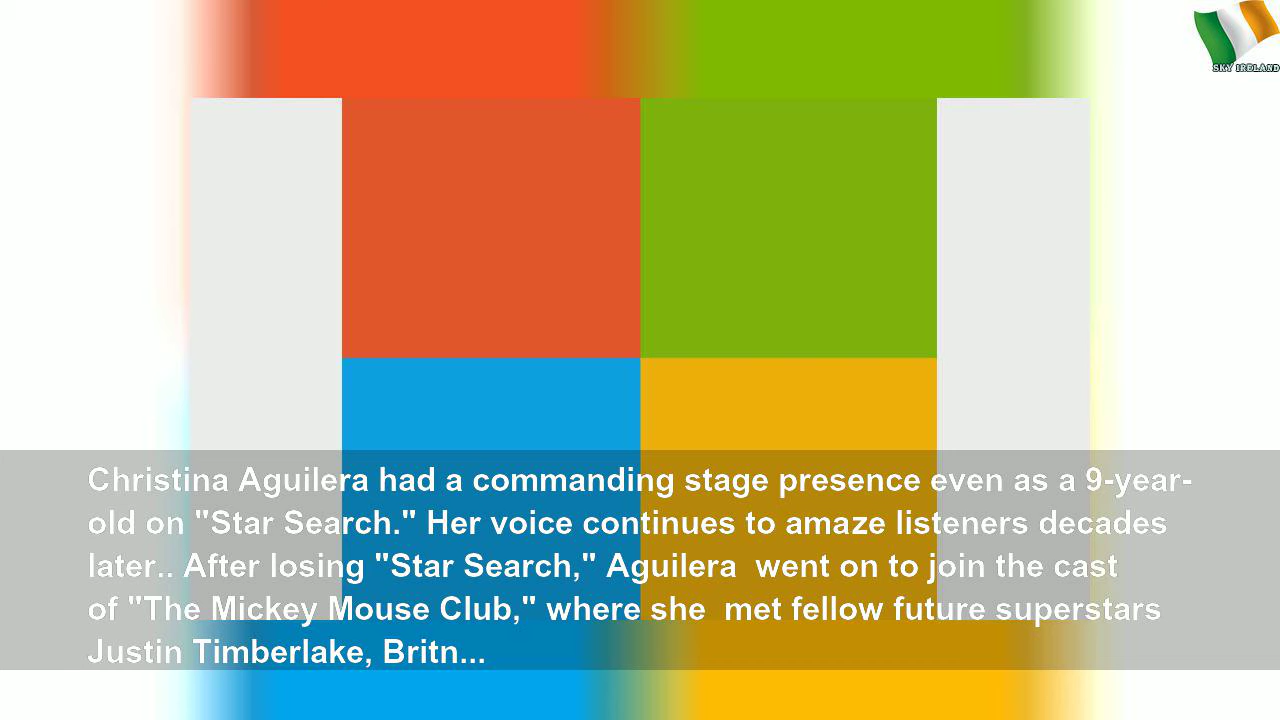 SKY IRELAND
Christina Aguilera had a commanding stage presence even as a 9-year-
old on "Star Search." Her voice continues to amaze listeners decades
later.. After losing "Star Search," Aguilera  went on to join the cast
of "The Mickey Mouse Club," where she  met fellow future superstars
Justin Timberlake, Britn...